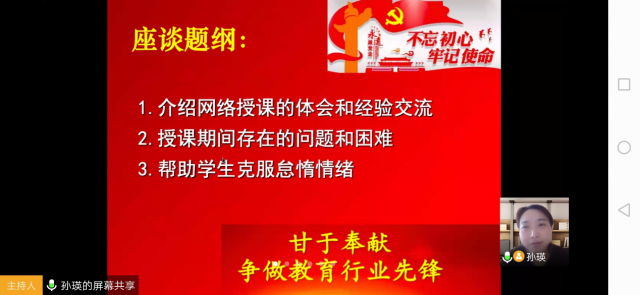 座谈题纲:
不忘初心
牢记使命
1.介绍网络授课的体会和经验交流
2.授课期间存在的问题和困难
3.帮助学生克服怠惰情绪
甘于奉献
争做教育行业先锋
孙瑛
主持人
孙瑛的屏幕共享